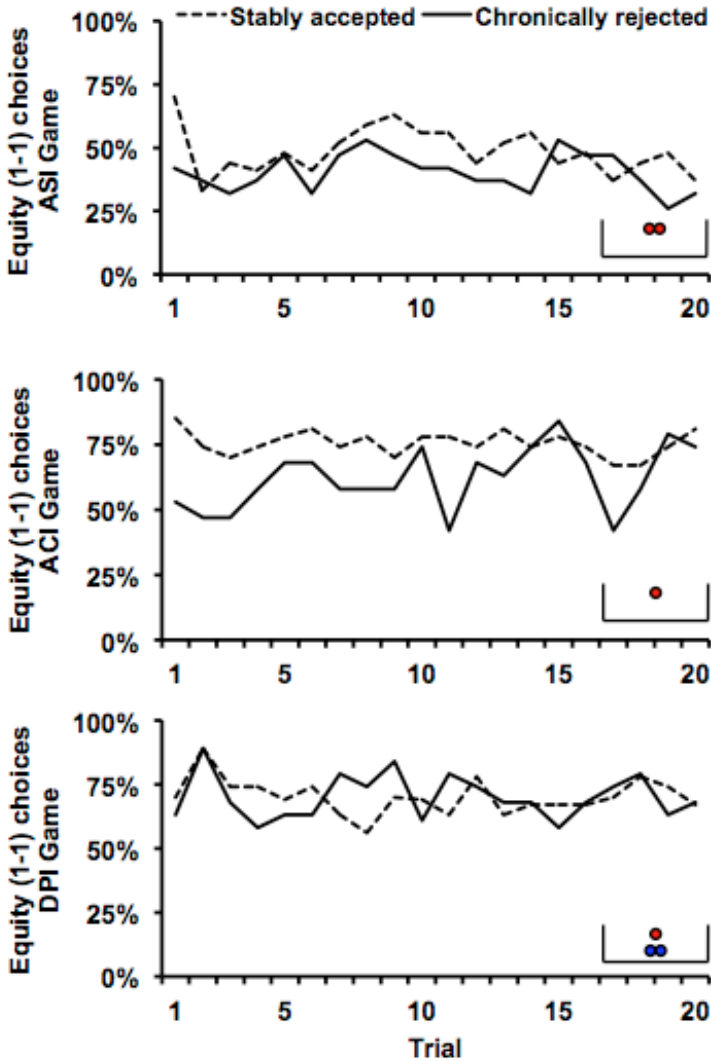 Stably accepted Chronically rejected
Equity (1-1) choices
ASI Game
100%
75%
50%
25%
0%
1 5 10 15 20
Equity (1-1) choices
ACI Game
100%
75%
50%
25%
0%
1 5 10 15 20
Equity (1-1) choices
DPI Game
100%
75%
50%
25%
0%
1 5 10 15 20
Trial